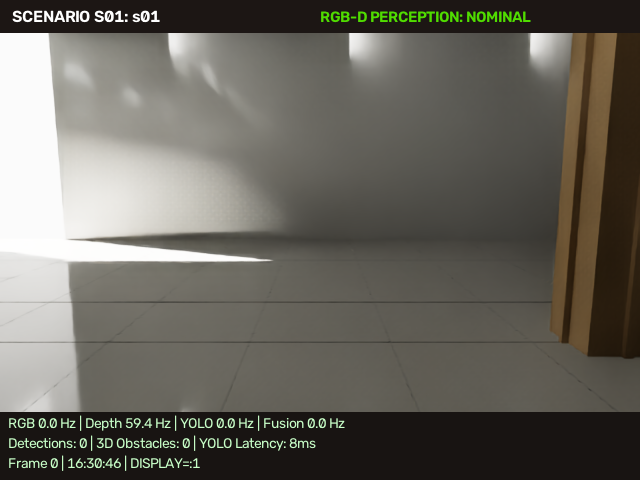 SCENARIO S01: s01
RGB-D PERCEPTION: NOMINAL
RGB 0.0 Hz | Depth 59.4 Hz | YOLO 0.0 Hz | Fusion 0.0 Hz
Detections: 0 | 3D Obstacles: 0 | YOLO Latency: 8ms
Frame 0 | 16:30:46 | DISPLAY=:1